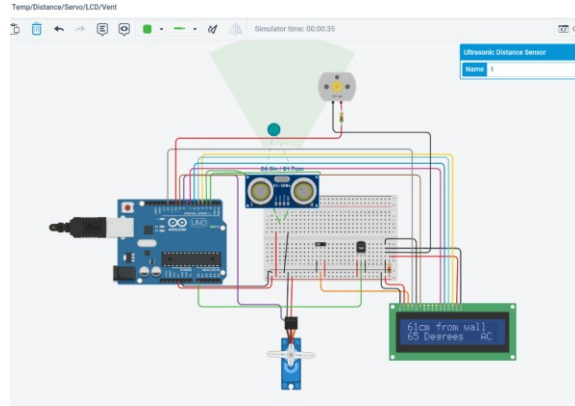 Temp/Distance/Servo/LCD/Vent
Simulator time: 00:00:35
Ultrasonic Distance Sensor
Name 1
24.3in / 61.7cm
UNO
61cm from wall
65 Degrees AC